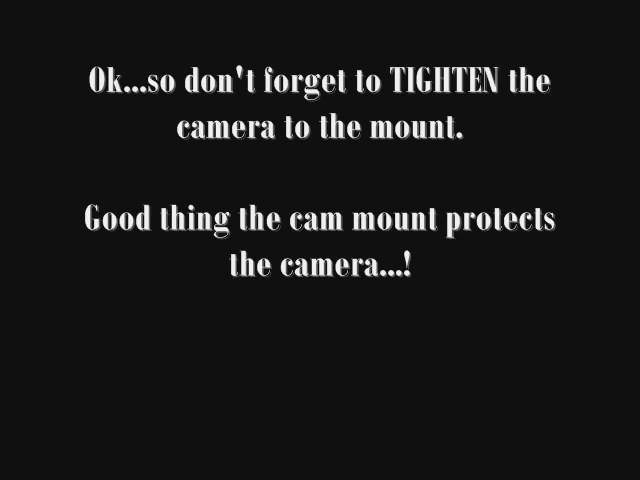 Ok...so don't forget to TIGHTEN the
camera to the mount.
Good thing the cam mount protects
the camera...!